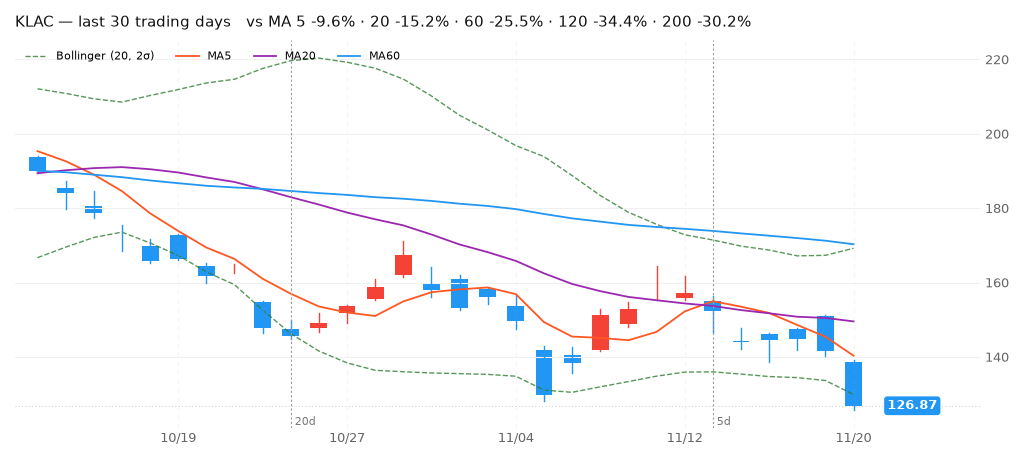 KLAC — last 30 trading days   vs MA 5 -9.6% · 20 -15.2% · 60 -25.5% · 120 -34.4% · 200 -30.2%
Bollinger (20, 2σ)   MA5   MA20   MA60
220
200
180
160
140
126.87
20d   5d
10/19   10/27   11/04   11/12   11/20